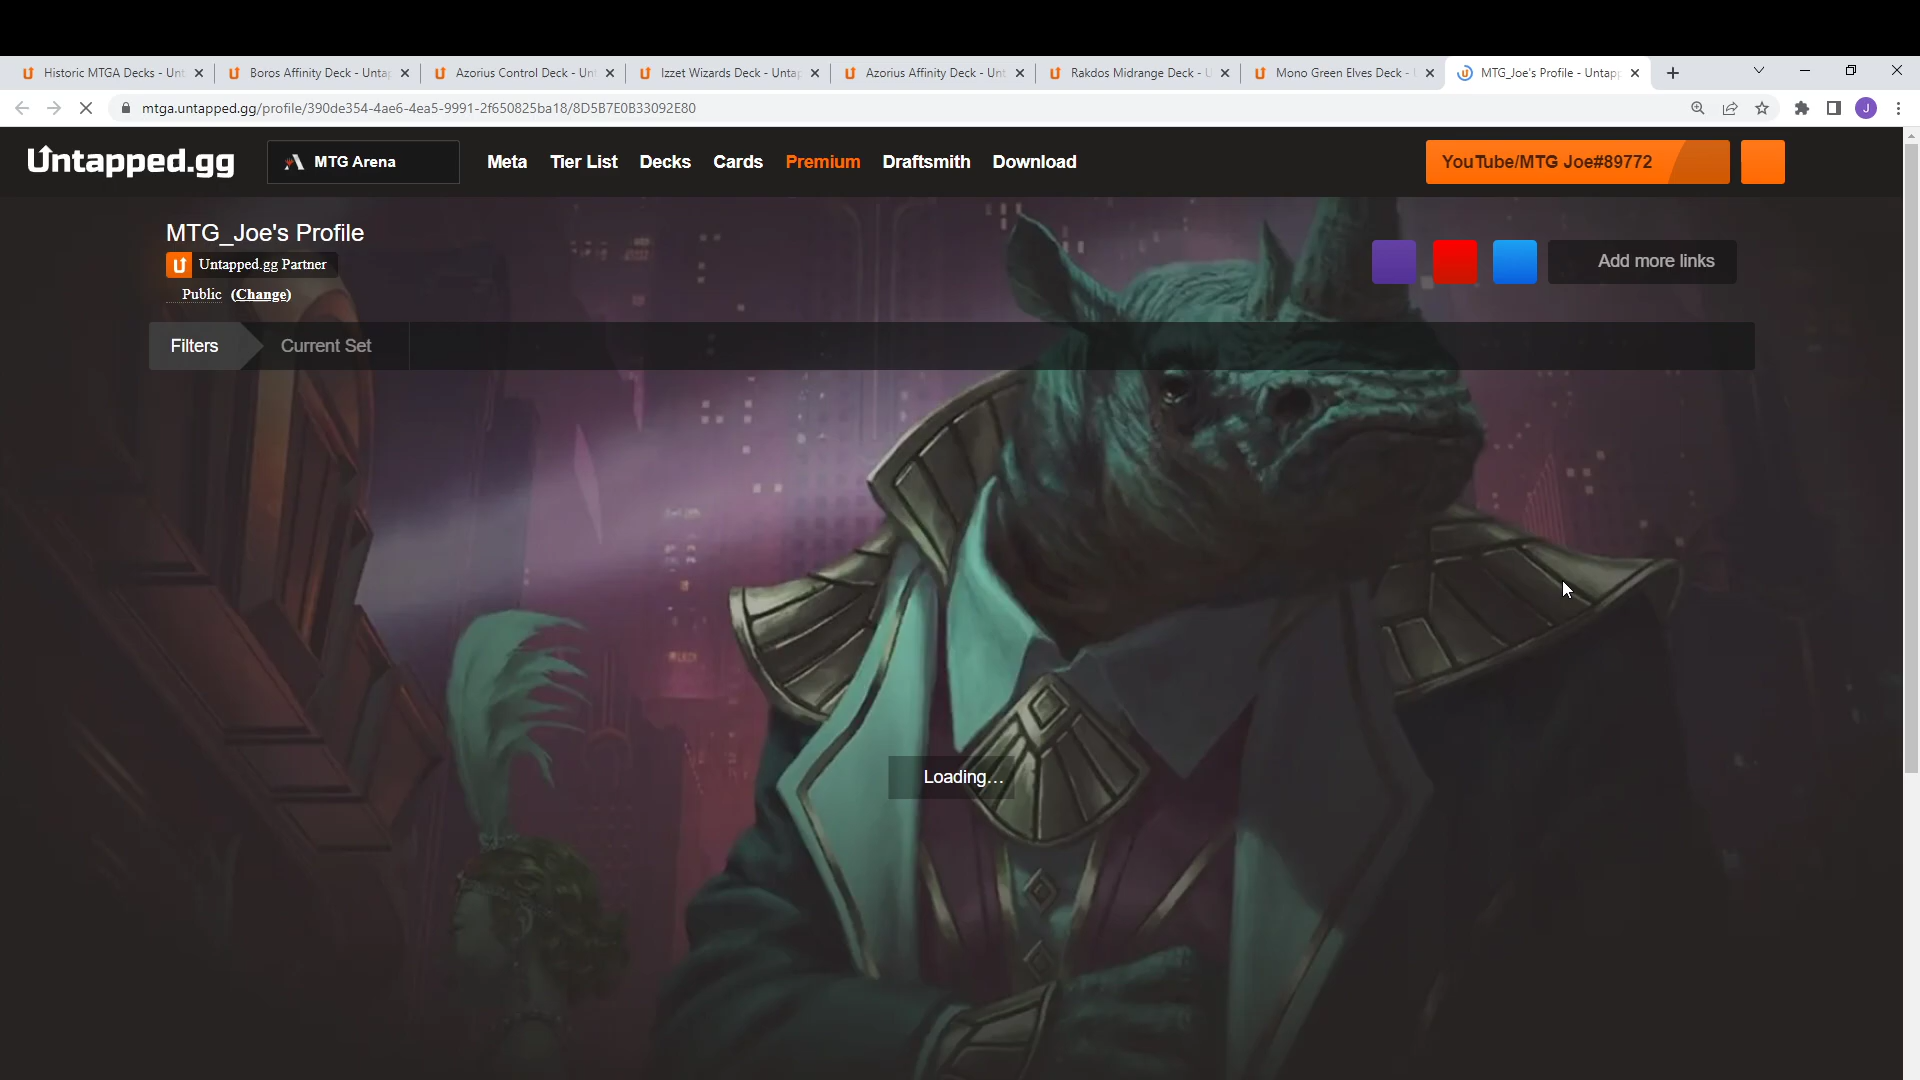 Historic MTGA Decks - Unt
Boros Affinity Deck - Untap
Azorius Control Deck - Unt
Izzet Wizards Deck - Untap
Azorius Affinity Deck - Unt
Rakdos Midrange Deck - U
Mono Green Elves Deck -
MTG_Joe's Profile - Untapp
mtga.untapped.gg/profile/390de354-4ae6-4ea5-9991-2f650825ba18/8D5B7E0B33092E80
J
Untapped.gg
MTG Arena
Meta
Tier List
Decks
Cards
Premium
Draftsmith
Download
YouTube/MTG Joe#89772
MTG_Joe's Profile
Untapped.gg Partner
Public (Change)
Add more links
Filters
Current Set
Loading…